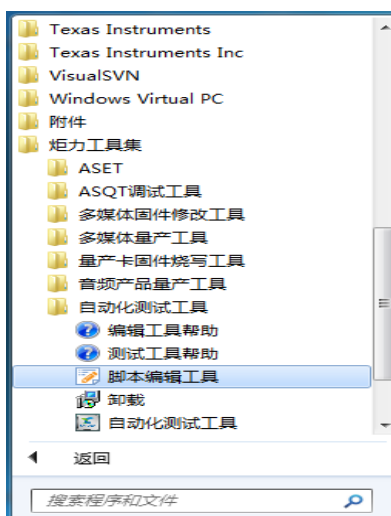 Texas Instruments
Texas Instruments Inc
VisualSVN
Windows Virtual PC
附件
炬力工具集
ASET
ASQT调试工具
多媒体固件修改工具
多媒体量产工具
量产卡固件烧写工具
音频产品量产工具
自动化测试工具
编辑工具帮助
测试工具帮助
脚本编辑工具
卸载
自动化测试工具
返回
搜索程序和文件